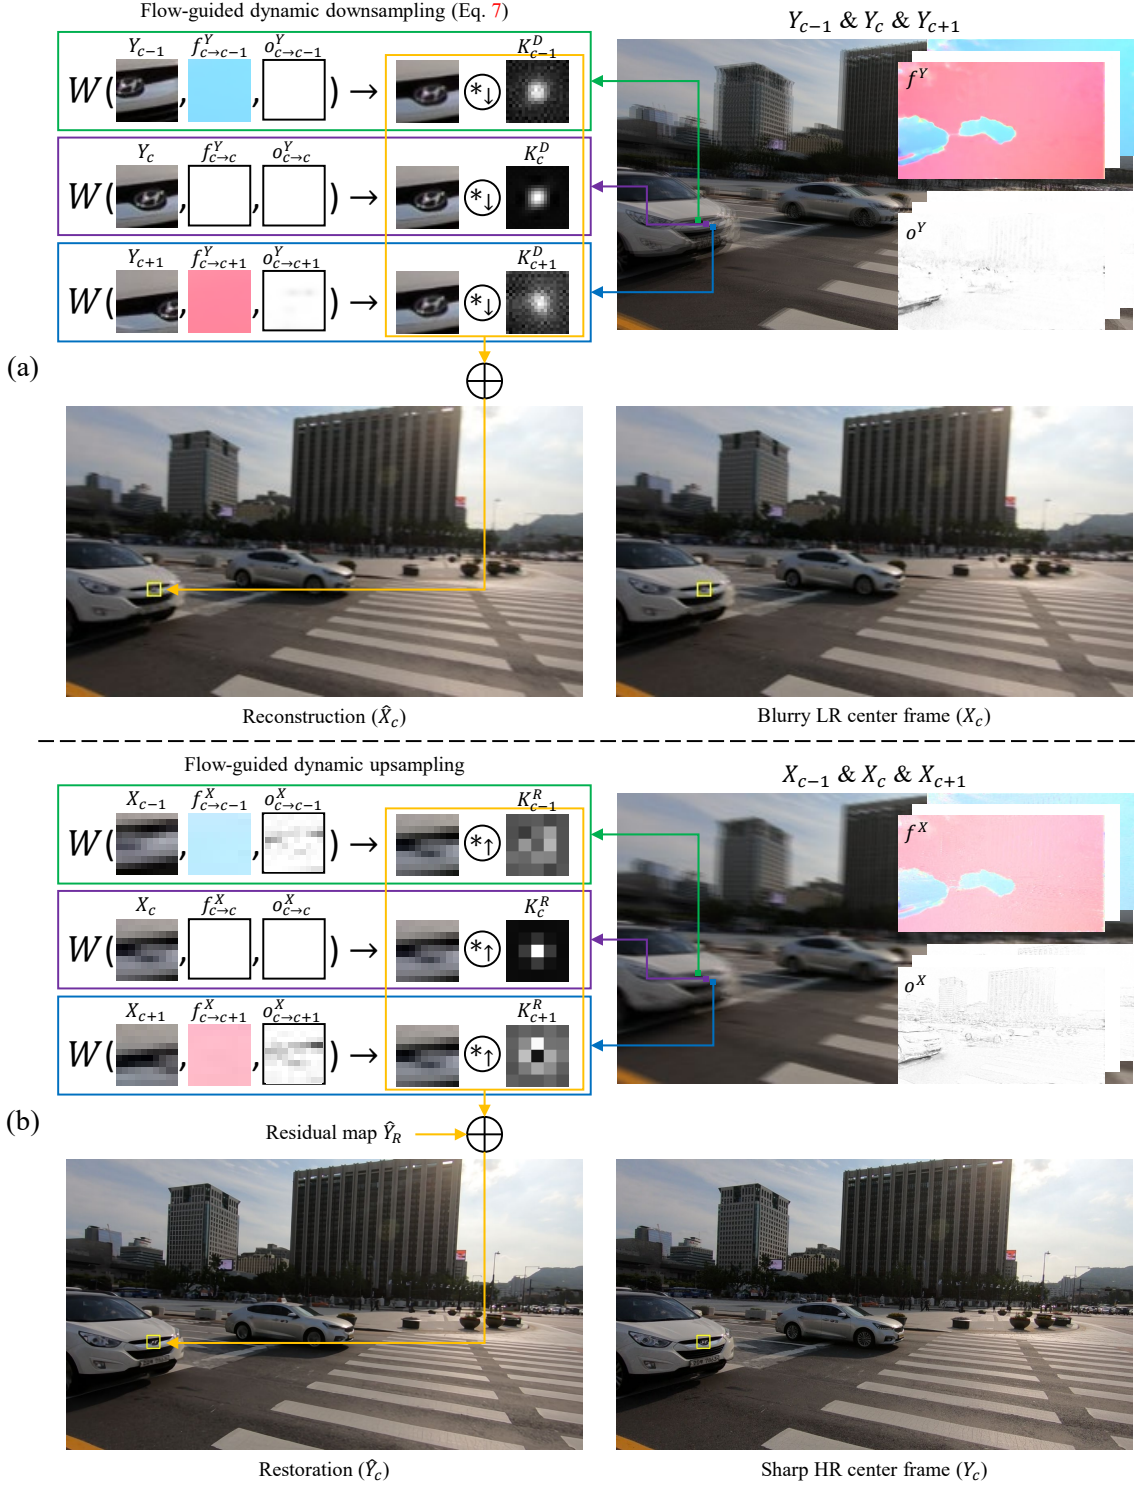 Flow-guided dynamic downsampling (Eq. 7)
Y_{c-1} & Y_c & Y_{c+1}
Y_{c-1} f^Y_{c→c-1} o^Y_{c→c-1} K^D_{c-1}
W( , , ) → *↓
f^Y
Y_c f^Y_{c→c} o^Y_{c→c} K^D_c
W( , , ) → *↓
o^Y
Y_{c+1} f^Y_{c→c+1} o^Y_{c→c+1} K^D_{c+1}
W( , , ) → *↓
(a)
Reconstruction (X̂_c)
Blurry LR center frame (X_c)
Flow-guided dynamic upsampling
X_{c-1} & X_c & X_{c+1}
X_{c-1} f^X_{c→c-1} o^X_{c→c-1} K^R_{c-1}
W( , , ) → *↑
f^X
X_c f^X_{c→c} o^X_{c→c} K^R_c
W( , , ) → *↑
o^X
X_{c+1} f^X_{c→c+1} o^X_{c→c+1} K^R_{c+1}
W( , , ) → *↑
(b)
Residual map Ŷ_R
Restoration (Ŷ_c)
Sharp HR center frame (Y_c)